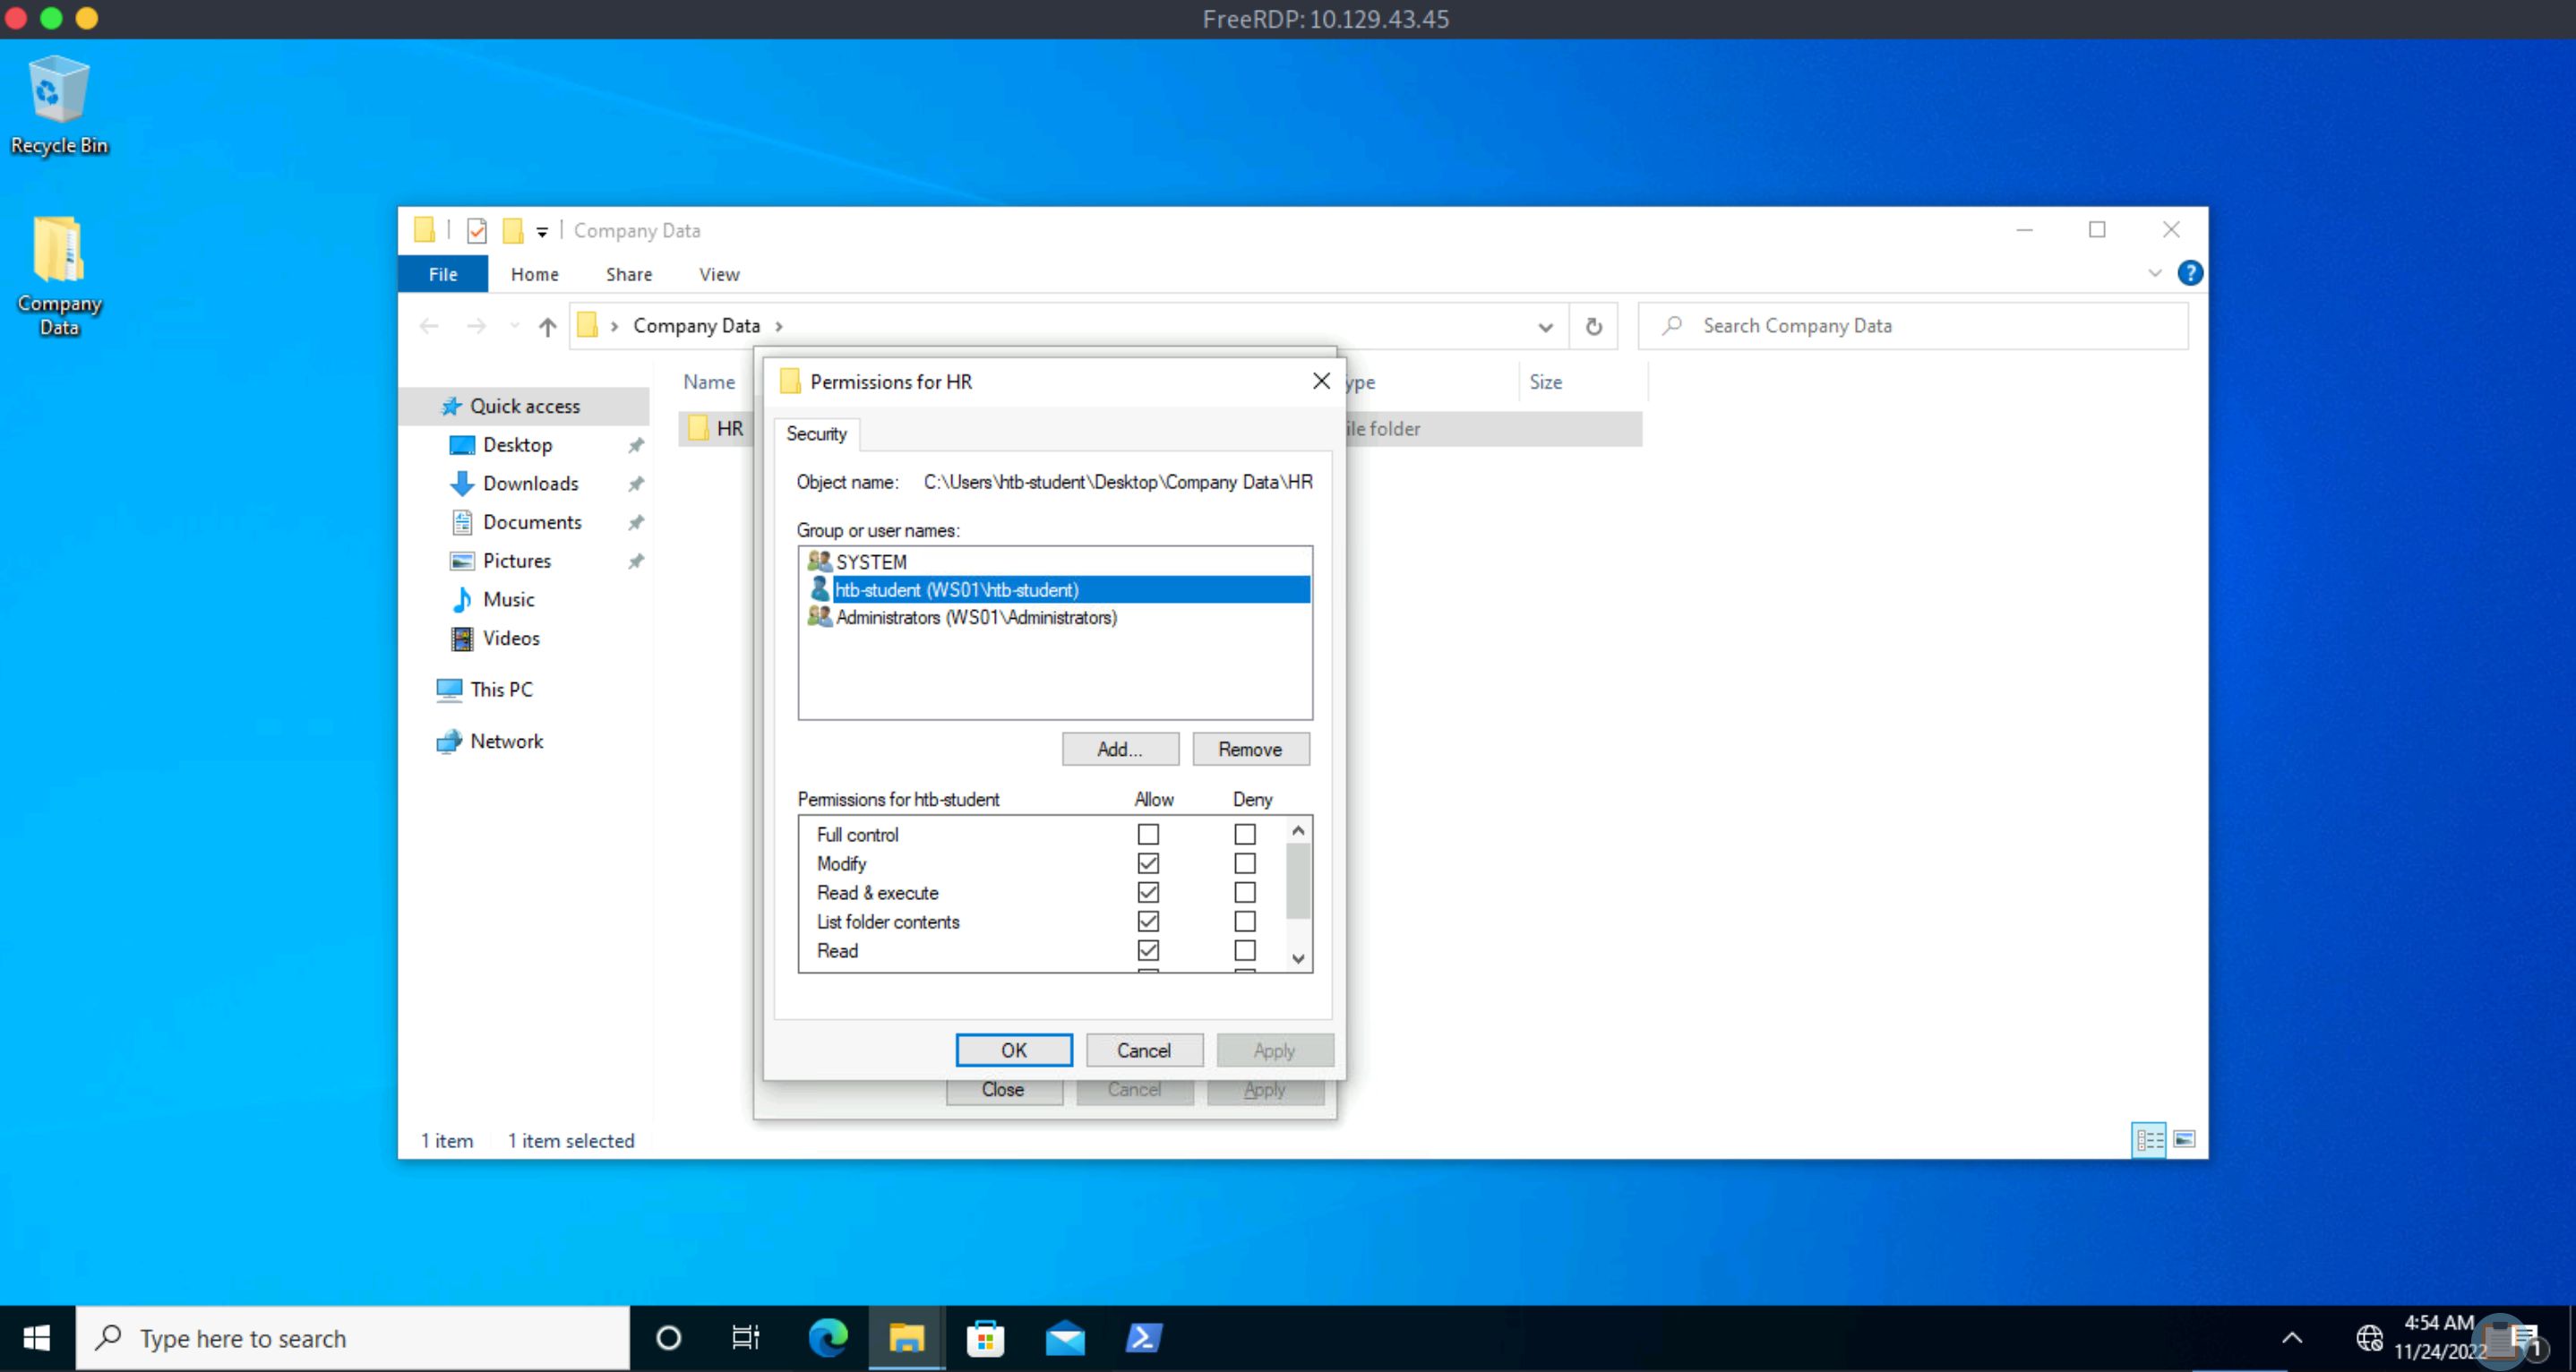 FreeRDP: 10.129.43.45
Recycle Bin
Company
Data
Company Data
File Home Share View
Company Data
Search Company Data
Name
ype
Size
Permissions for HR
Quick access
HR
ile folder
Security
Desktop
Downloads
Documents
Pictures
Music
Videos
This PC
Network
Object name: C:\Users\htb-student\Desktop\Company Data\HR
Group or user names:
SYSTEM
htb-student (WS01\htb-student)
Administrators (WS01\Administrators)
Add... Remove
Permissions for htb-student Allow Deny
Full control
Modify
Read & execute
List folder contents
Read
OK Cancel Apply
Close Cancel Apply
1 item 1 item selected
Type here to search
4:54 AM
11/24/2022
1